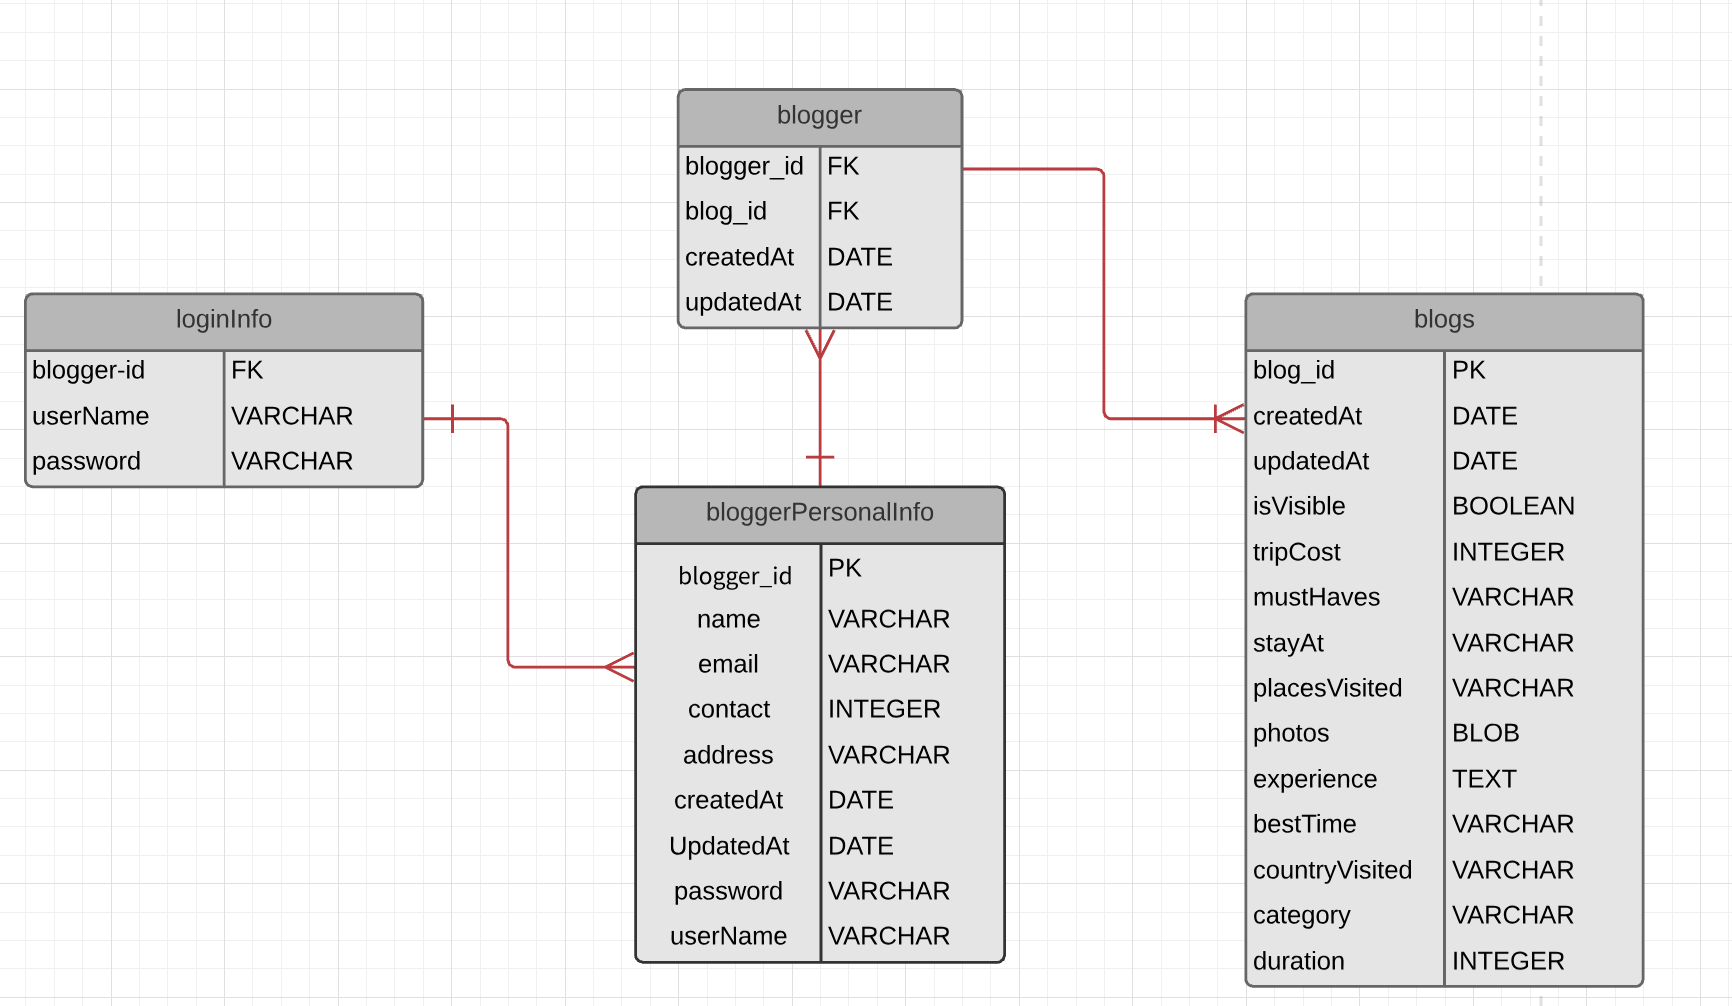 blogger
blogger_id FK
blog_id FK
createdAt DATE
updatedAt DATE
loginInfo
blogger-id FK
userName VARCHAR
password VARCHAR
bloggerPersonalInfo
blogger_id PK
name VARCHAR
email VARCHAR
contact INTEGER
address VARCHAR
createdAt DATE
UpdatedAt DATE
password VARCHAR
userName VARCHAR
blogs
blog_id PK
createdAt DATE
updatedAt DATE
isVisible BOOLEAN
tripCost INTEGER
mustHaves VARCHAR
stayAt VARCHAR
placesVisited VARCHAR
photos BLOB
experience TEXT
bestTime VARCHAR
countryVisited VARCHAR
category VARCHAR
duration INTEGER